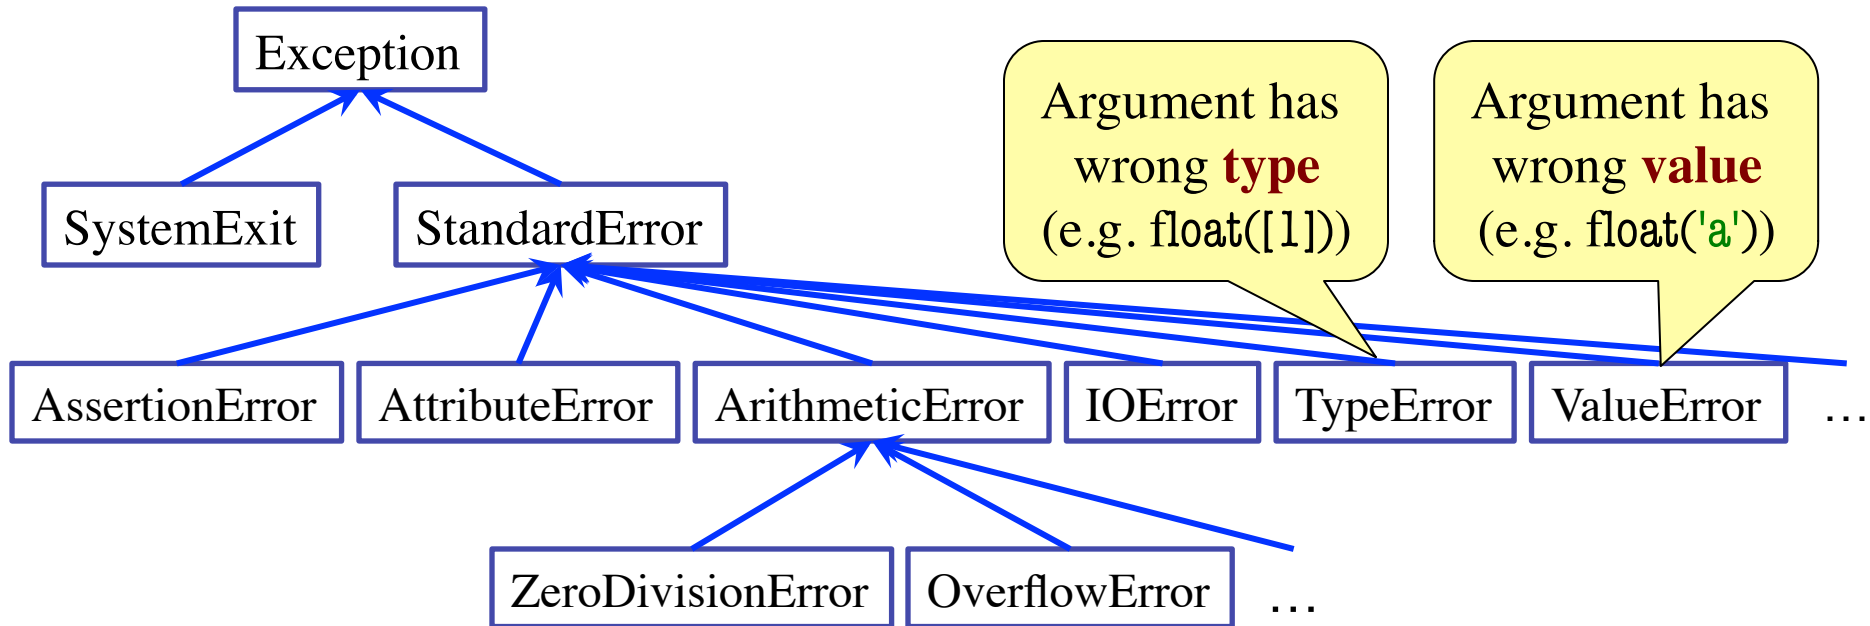 Exception
Argument has
wrong type
(e.g. float([1]))
Argument has
wrong value
(e.g. float('a'))
SystemExit
StandardError
AssertionError
AttributeError
ArithmeticError
IOError
TypeError
ValueError
...
ZeroDivisionError
OverflowError
...